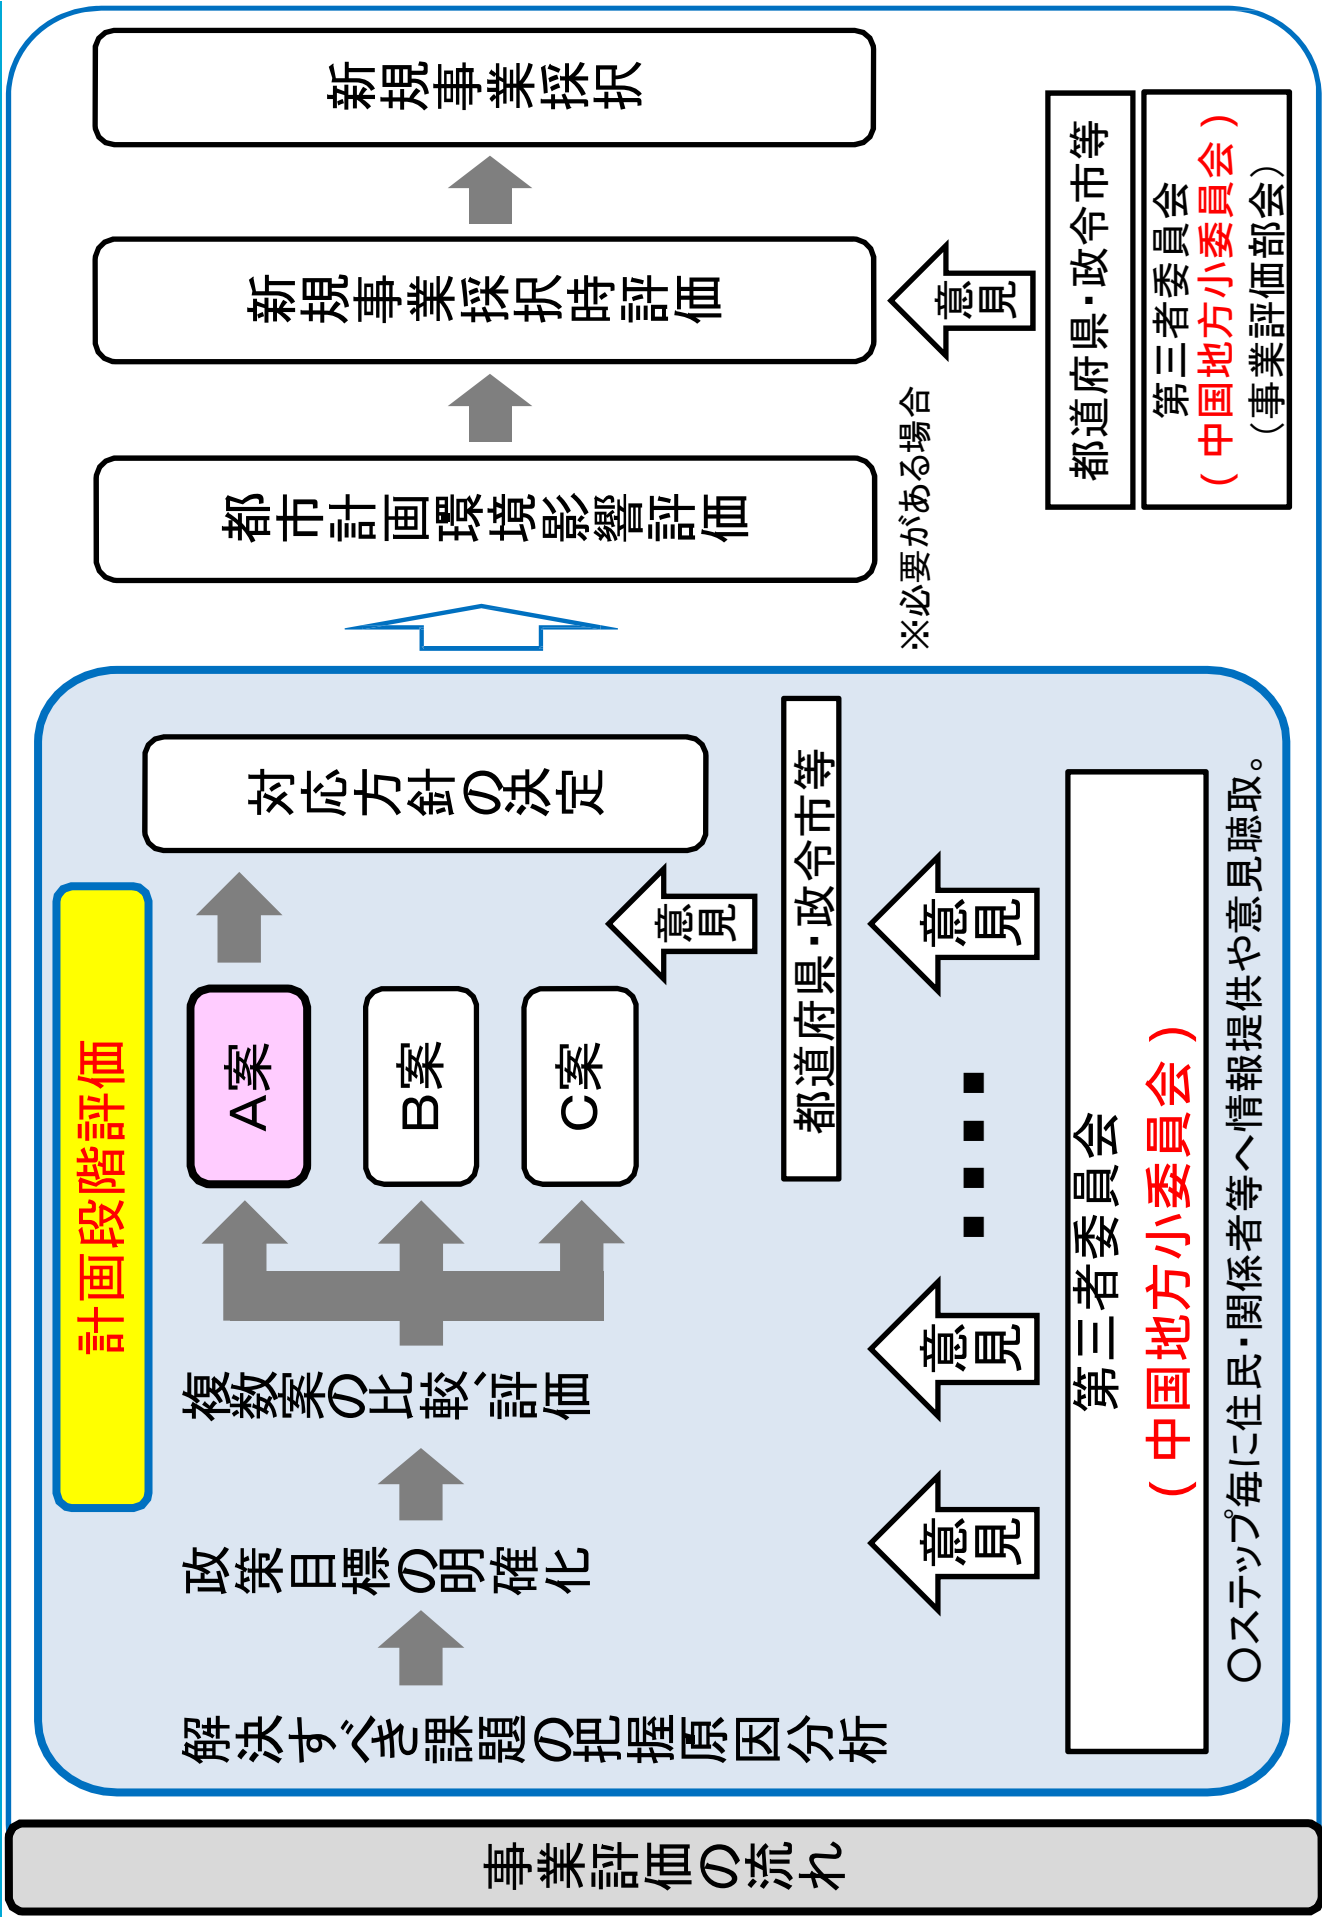 事業評価の流れ
計画段階評価
解決すべき課題の把握原因分析
政策目標の明確化
複数案の比較、評価
A案
B案
C案
対応方針の決定
意見
都道府県・政令市等
意見
意見
意見
第三者委員会
（中国地方小委員会）
○ステップ毎に住民・関係者等へ情報提供や意見聴取。
都市計画環境影響評価
※必要がある場合
新規事業採択時評価
新規事業採択
意見
都道府県・政令市等
第三者委員会
（中国地方小委員会）
（事業評価部会）